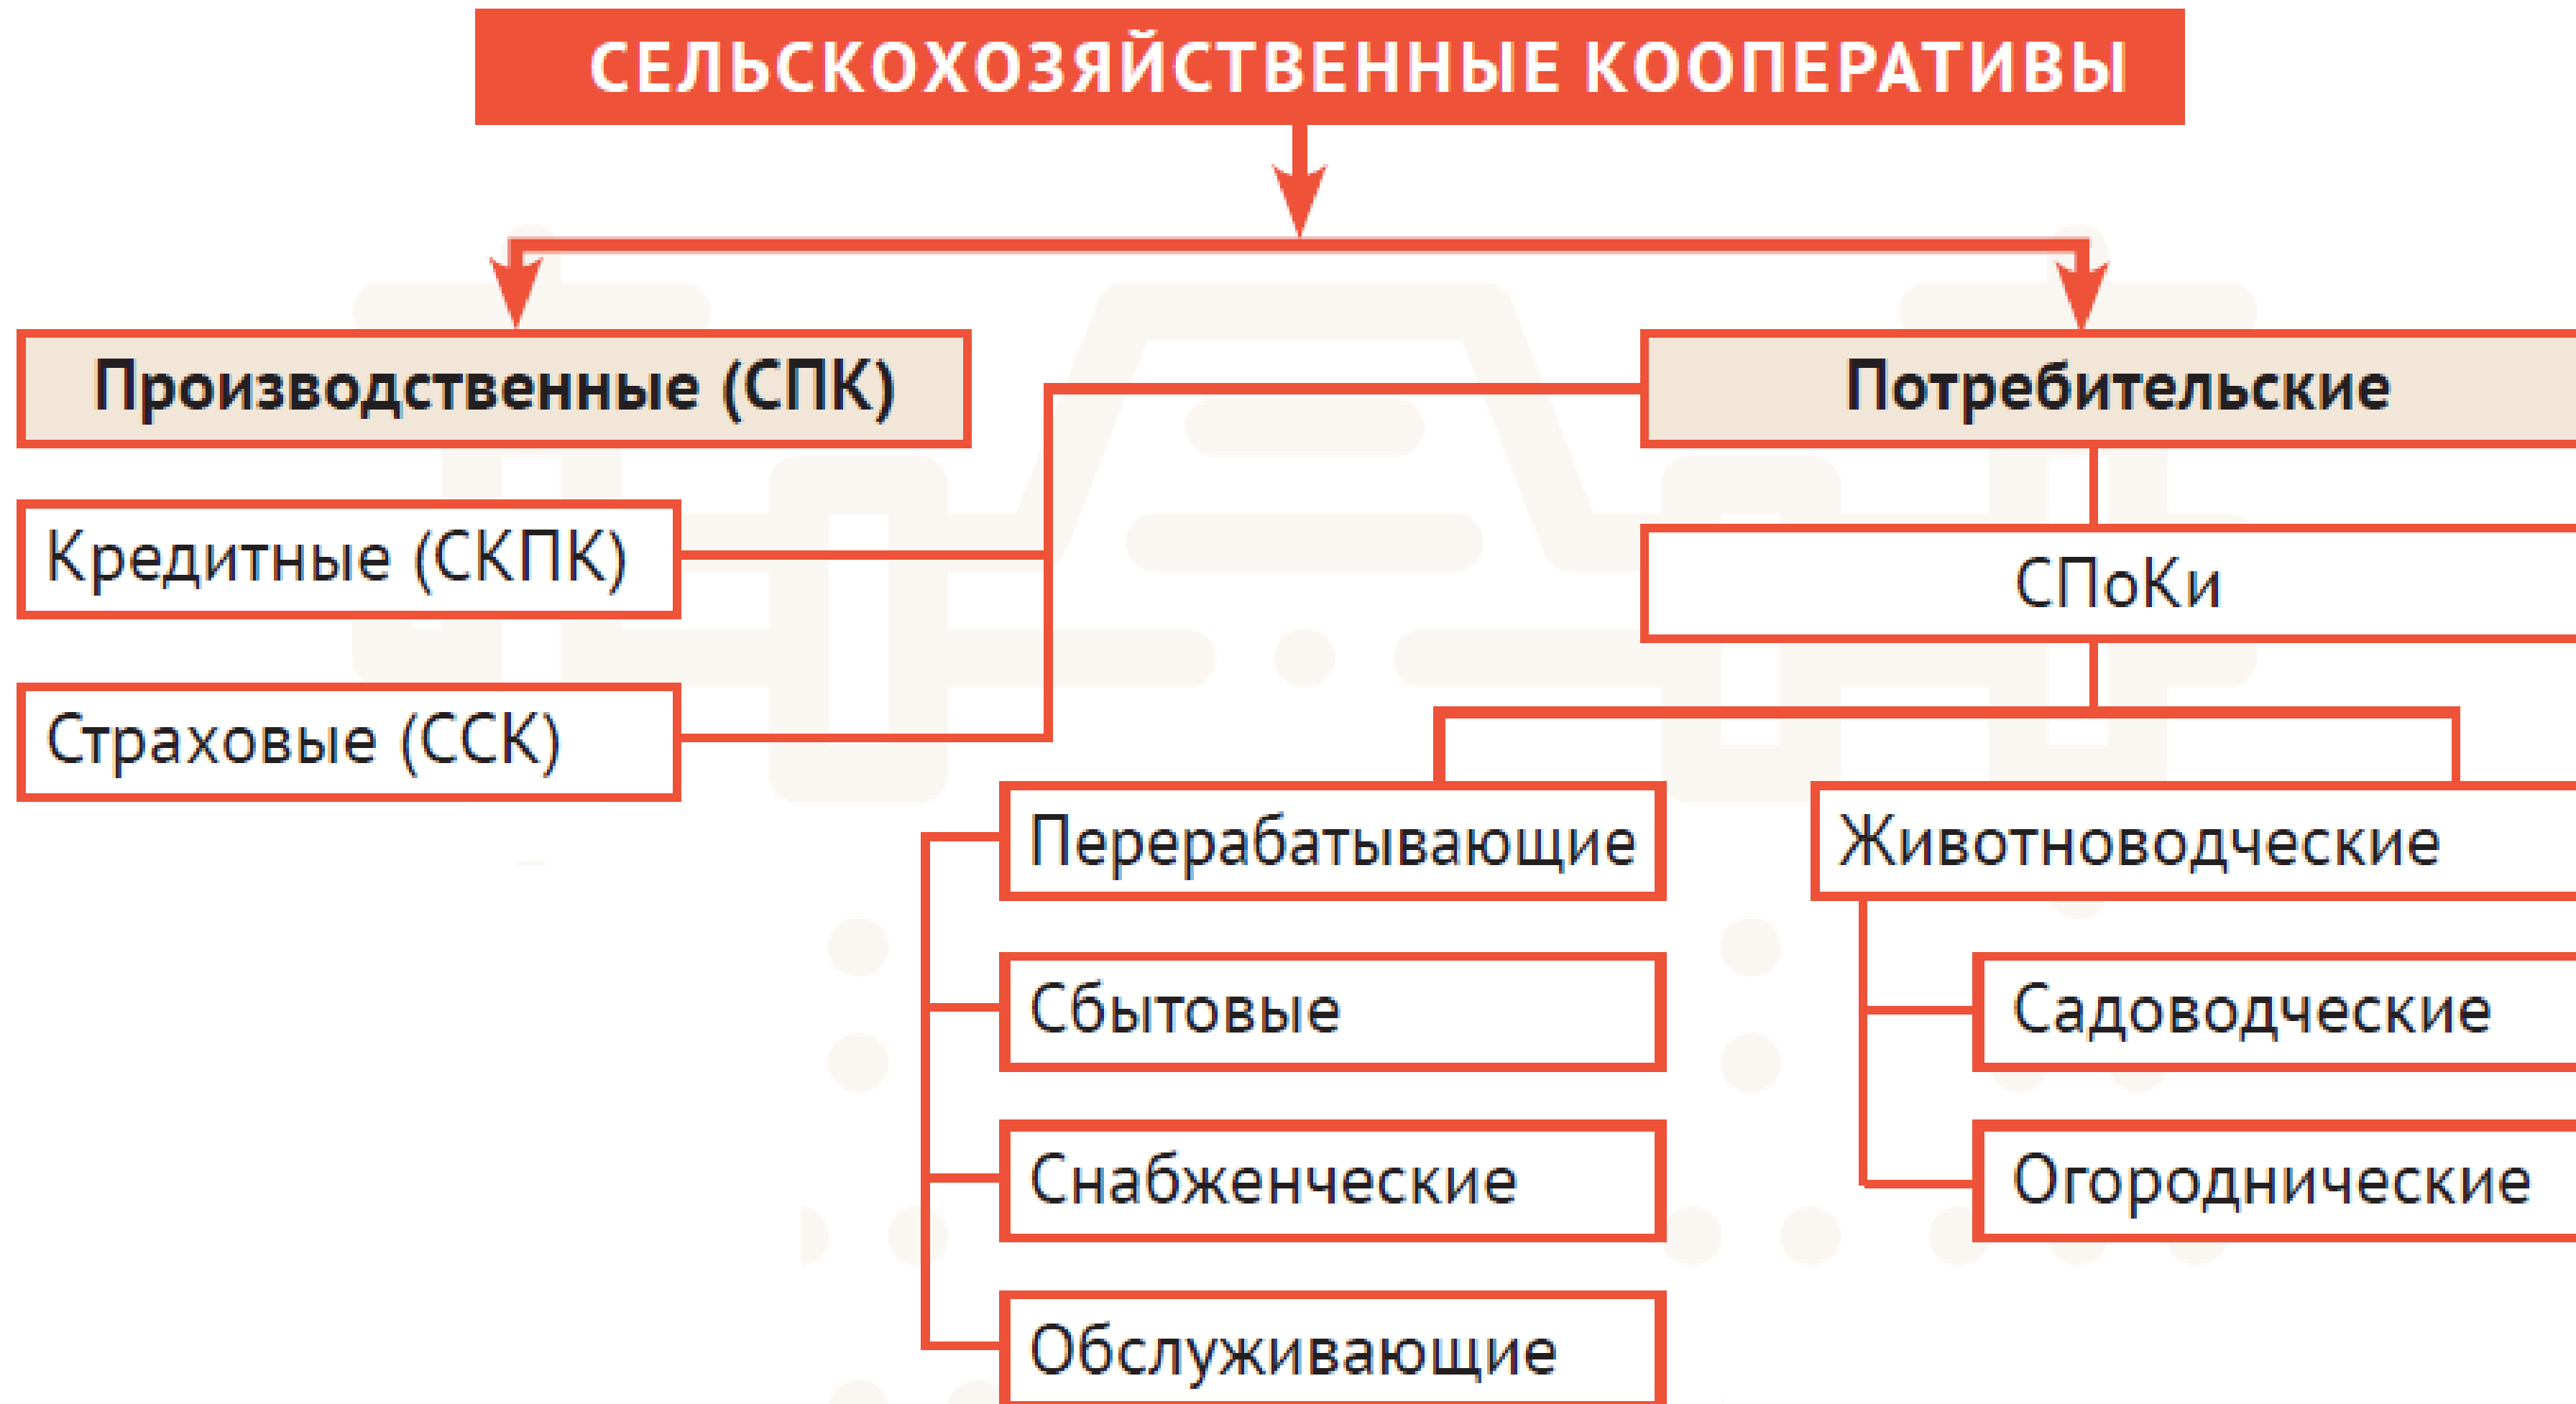 СЕЛЬСКОХОЗЯЙСТВЕННЫЕ КООПЕРАТИВЫ
Производственные (СПК)
Потребительские
Кредитные (СКПК)
СПоКи
Страховые (ССК)
Перерабатывающие
Животноводческие
Сбытовые
Садоводческие
Снабженческие
Огороднические
Обслуживающие